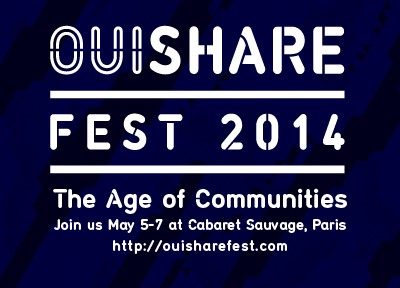 OUISHARE
FEST 2014
The Age of Communities
Join us May 5-7 at Cabaret Sauvage, Paris
http://ouisharefest.com